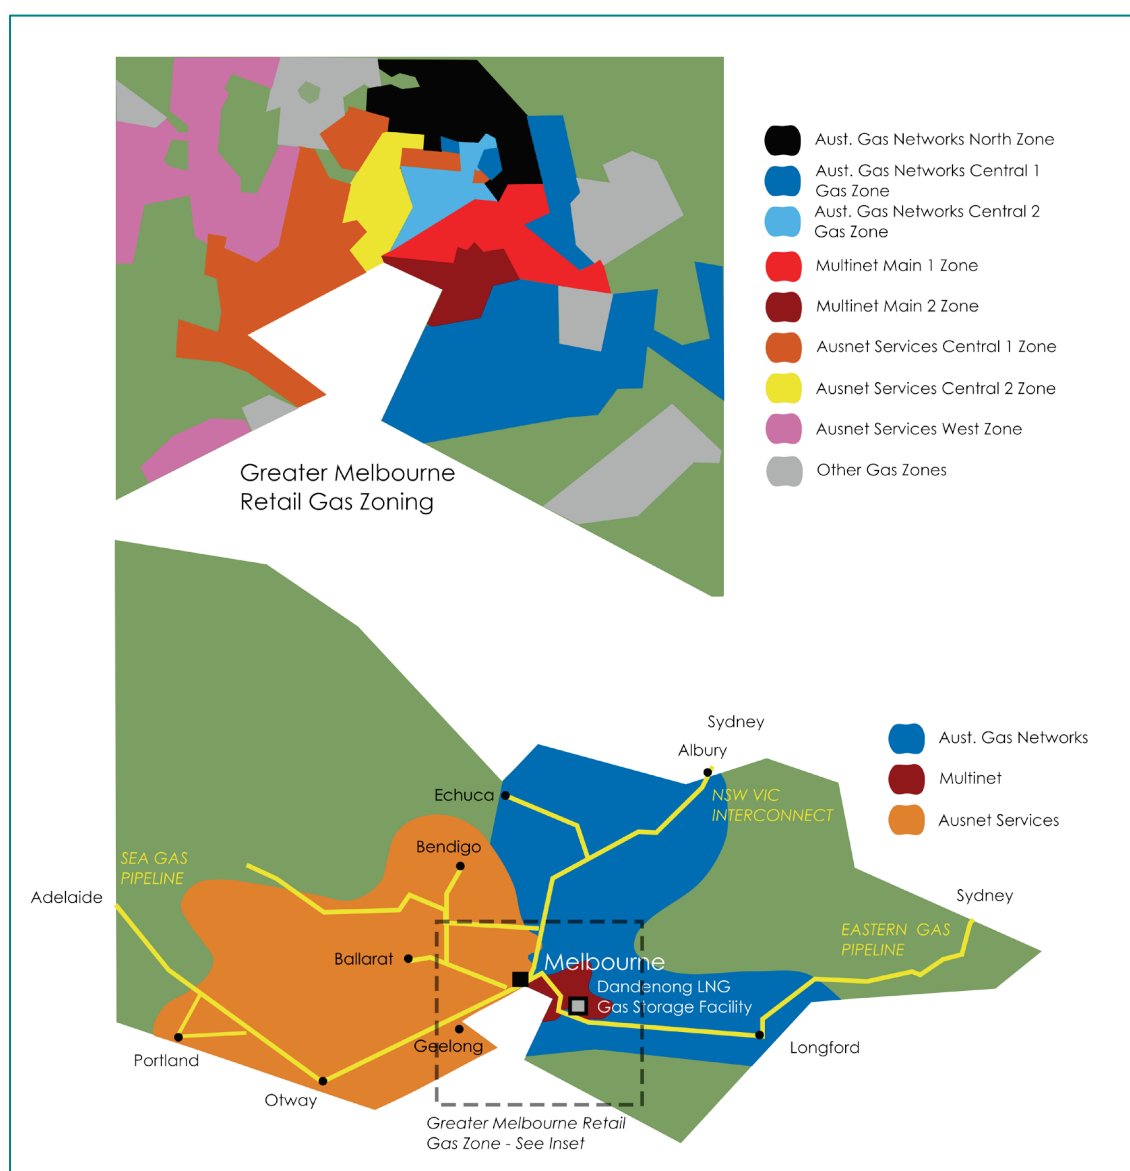 Aust. Gas Networks North Zone
Aust. Gas Networks Central 1
Gas Zone
Aust. Gas Networks Central 2
Gas Zone
Multinet Main 1 Zone
Multinet Main 2 Zone
Ausnet Services Central 1 Zone
Ausnet Services Central 2 Zone
Ausnet Services West Zone
Other Gas Zones
Greater Melbourne
Retail Gas Zoning
Sydney
Albury
Aust. Gas Networks
Multinet
Ausnet Services
Echuca
NSW VIC
INTERCONNECT
Bendigo
SEA GAS
PIPELINE
Adelaide
Sydney
EASTERN GAS
PIPELINE
Ballarat
Melbourne
Dandenong LNG
Gas Storage Facility
Geelong
Longford
Portland
Otway
Greater Melbourne Retail
Gas Zone - See Inset